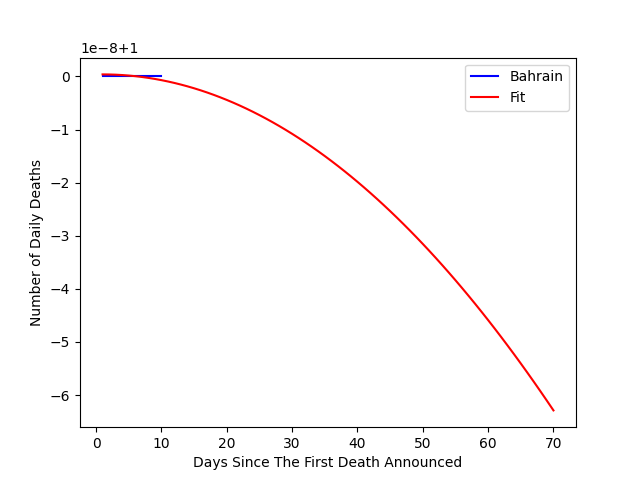 1e−8+1
0
−1
−2
−3
−4
−5
−6
Number of Daily Deaths
Bahrain
Fit
0 10 20 30 40 50 60 70
Days Since The First Death Announced